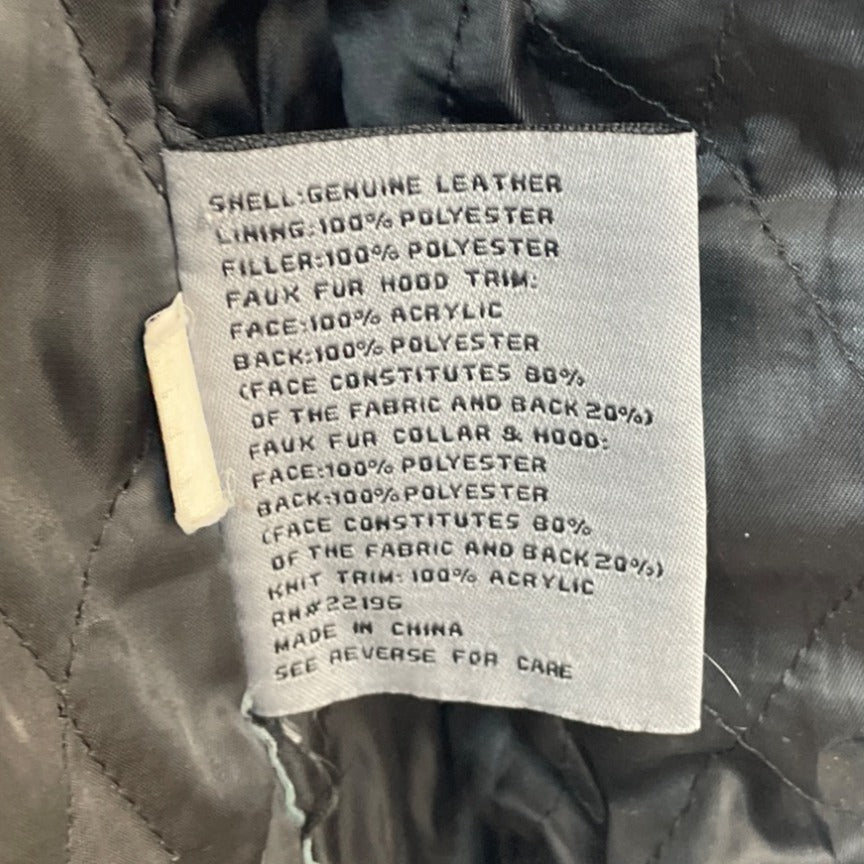 SHELL:GENUINE LEATHER
LINING:100% POLYESTER
FILLER:100% POLYESTER
FAUX FUR HOOD TRIM:
FACE:100% ACRYLIC
BACK:100% POLYESTER
(FACE CONSTITUTES 80%
OF THE FABRIC AND BACK 20%)
FAUX FUR COLLAR & HOOD:
FACE:100% POLYESTER
BACK:100% POLYESTER
(FACE CONSTITUTES 80%
OF THE FABRIC AND BACK 20%)
KNIT TRIM: 100% ACRYLIC
RN#22196
MADE IN CHINA
SEE REVERSE FOR CARE